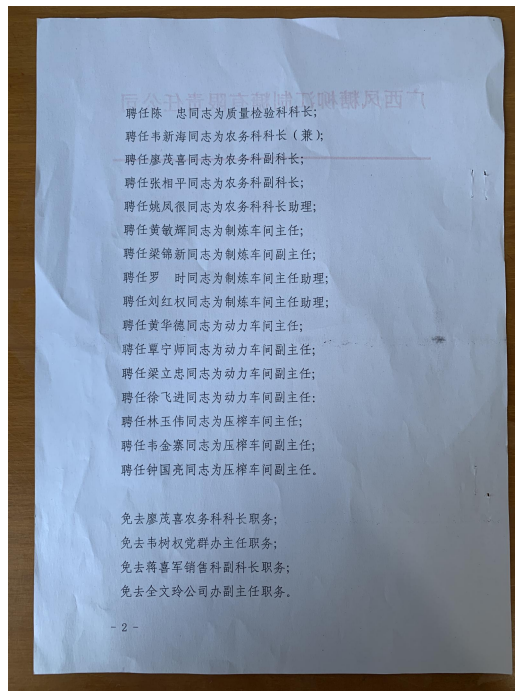 聘任陈　忠同志为质量检验科科长;
聘任韦新海同志为农务科科长(兼);
聘任廖茂喜同志为农务科副科长;
聘任张相平同志为农务科副科长;
聘任姚凤很同志为农务科科长助理;
聘任黄敏辉同志为制炼车间主任;
聘任梁锦新同志为制炼车间副主任;
聘任罗　时同志为制炼车间主任助理;
聘任刘红权同志为制炼车间主任助理;
聘任黄华德同志为动力车间主任;
聘任覃宁师同志为动力车间副主任;
聘任梁立忠同志为动力车间副主任;
聘任徐飞进同志为动力车间副主任:
聘任林玉伟同志为压榨车间主任;
聘任韦金寨同志为压榨车间副主任;
聘任钟国亮同志为压榨车间副主任。
免去廖茂喜农务科科长职务;
免去韦树权党群办主任职务;
免去蒋喜军销售科副科长职务;
免去全文玲公司办副主任职务。
- 2 -